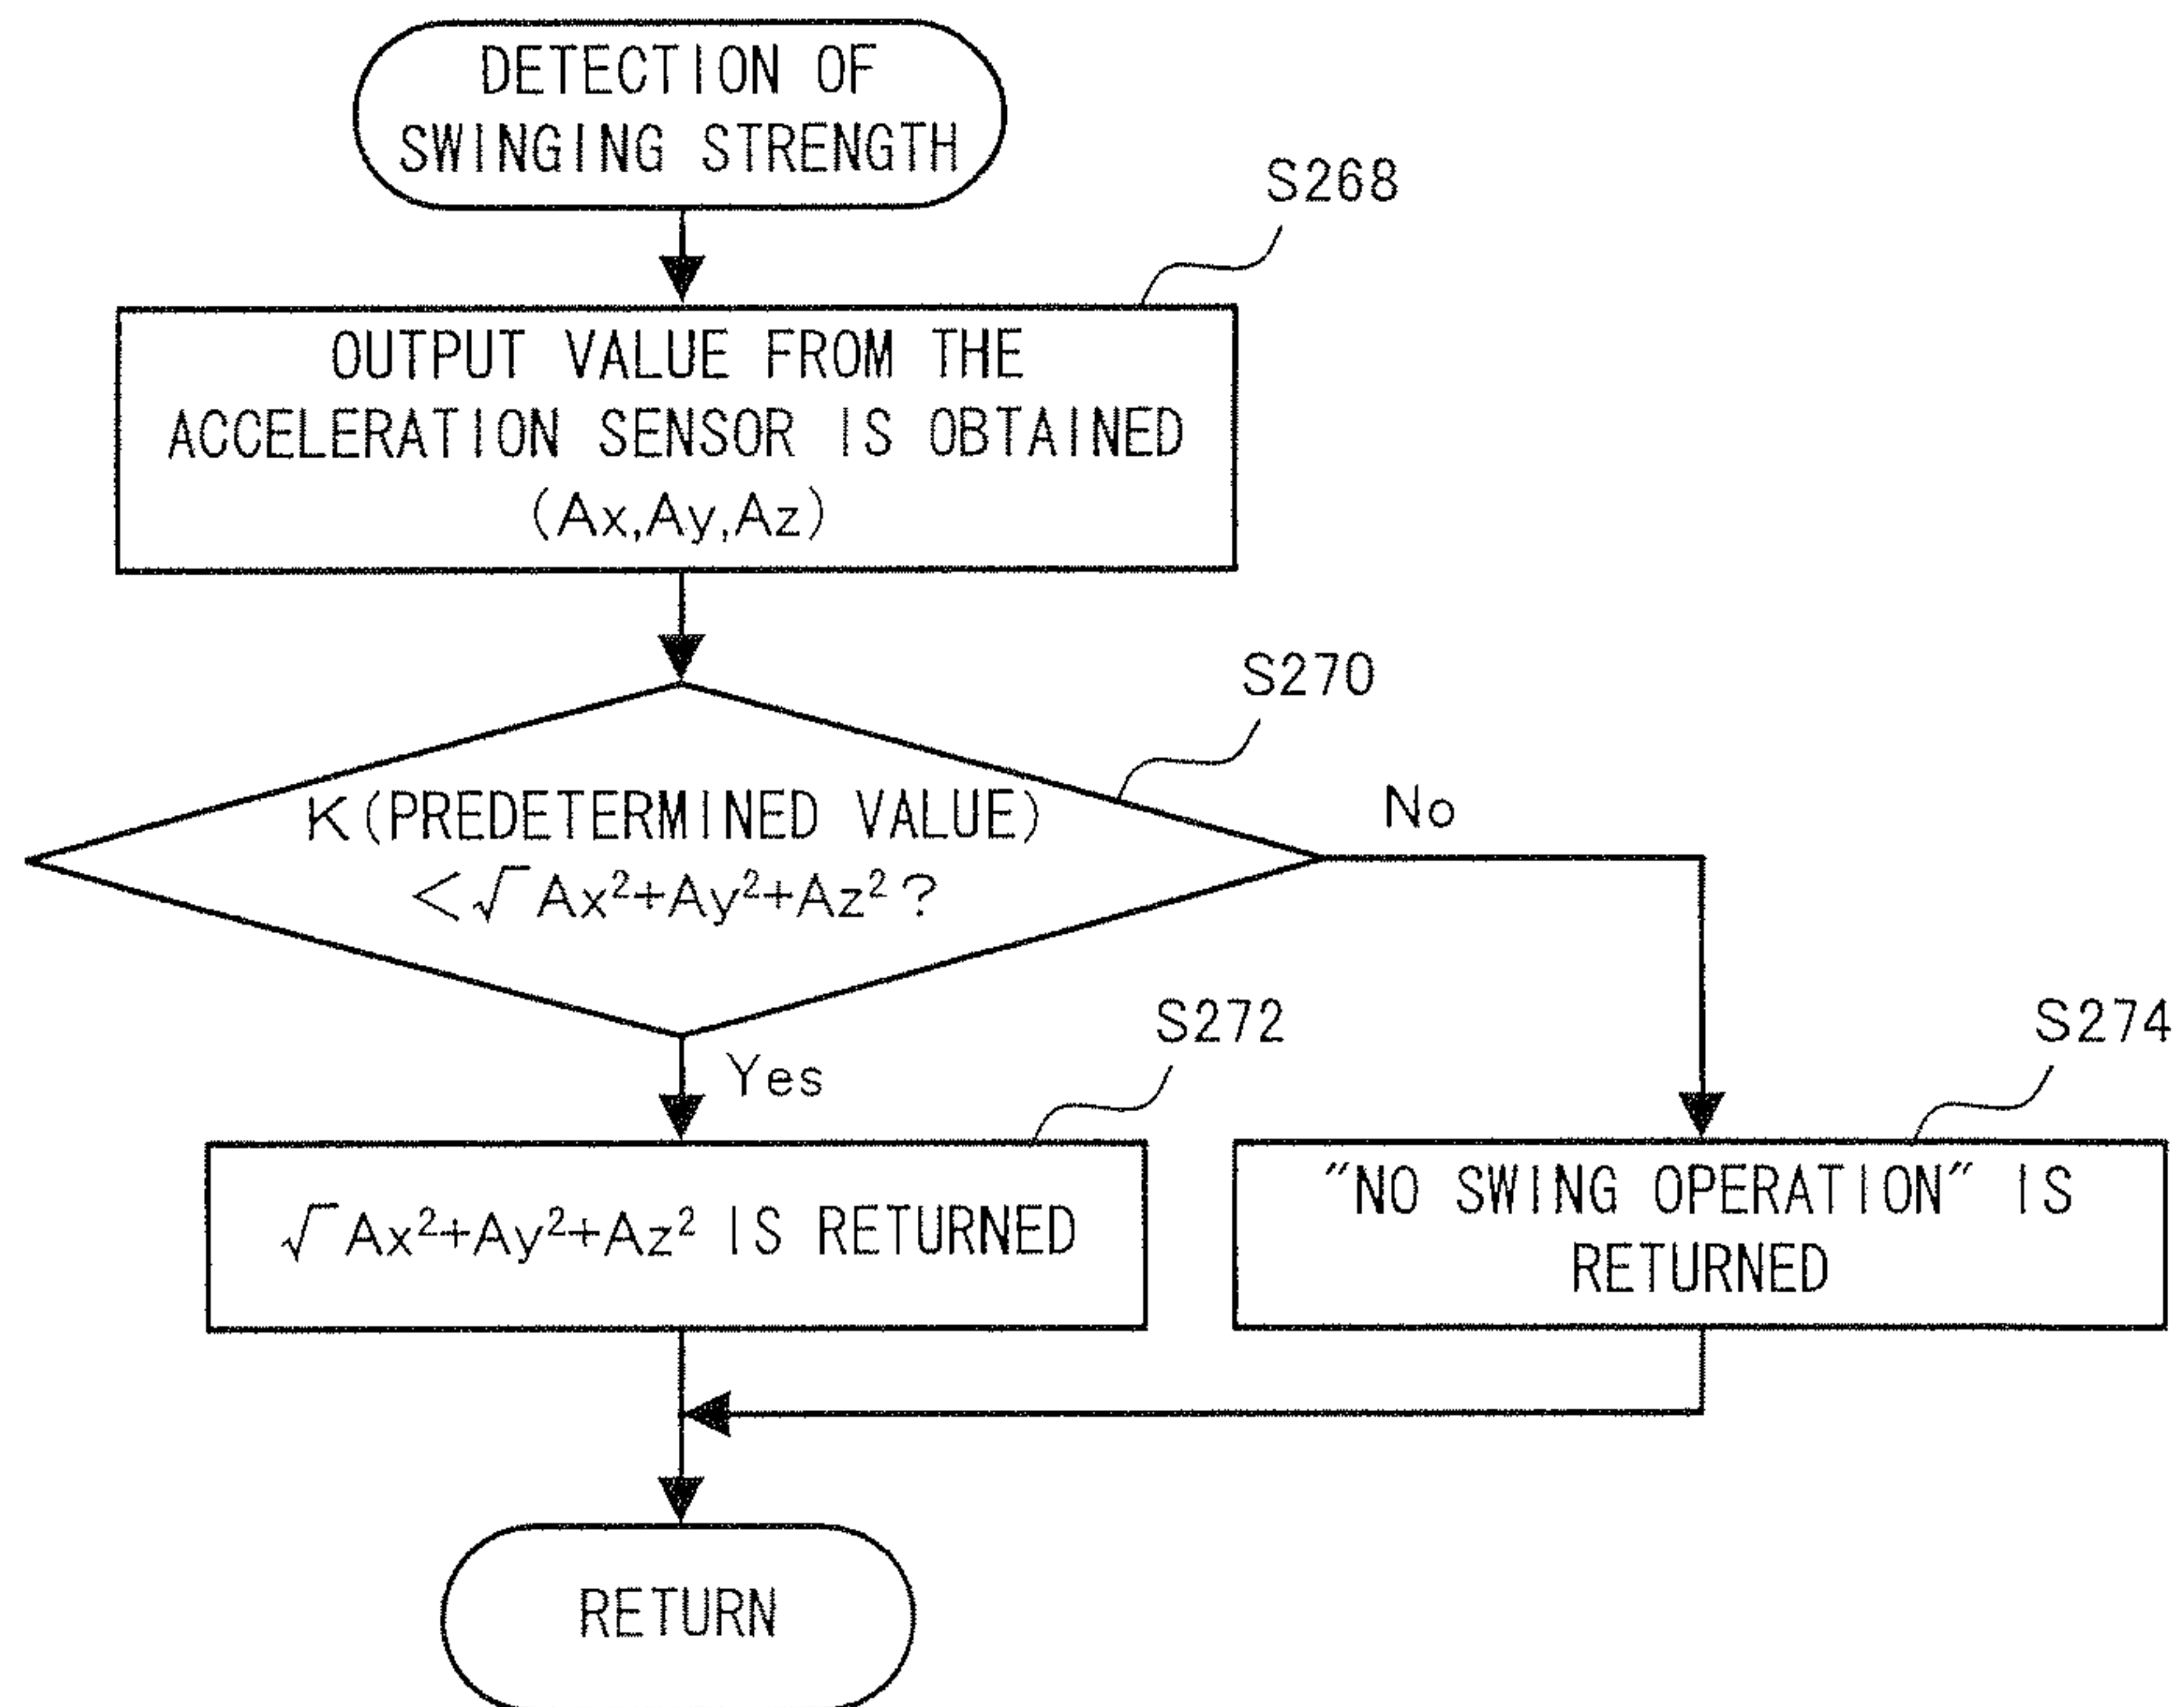 DETECTION OF
SWINGING STRENGTH
S268
OUTPUT VALUE FROM THE
ACCELERATION SENSOR IS OBTAINED
(Ax,Ay,Az)
S270
K(PREDETERMINED VALUE)
<√Ax²+Ay²+Az²?
No
Yes
S272
√Ax²+Ay²+Az² IS RETURNED
S274
"NO SWING OPERATION" IS
RETURNED
RETURN